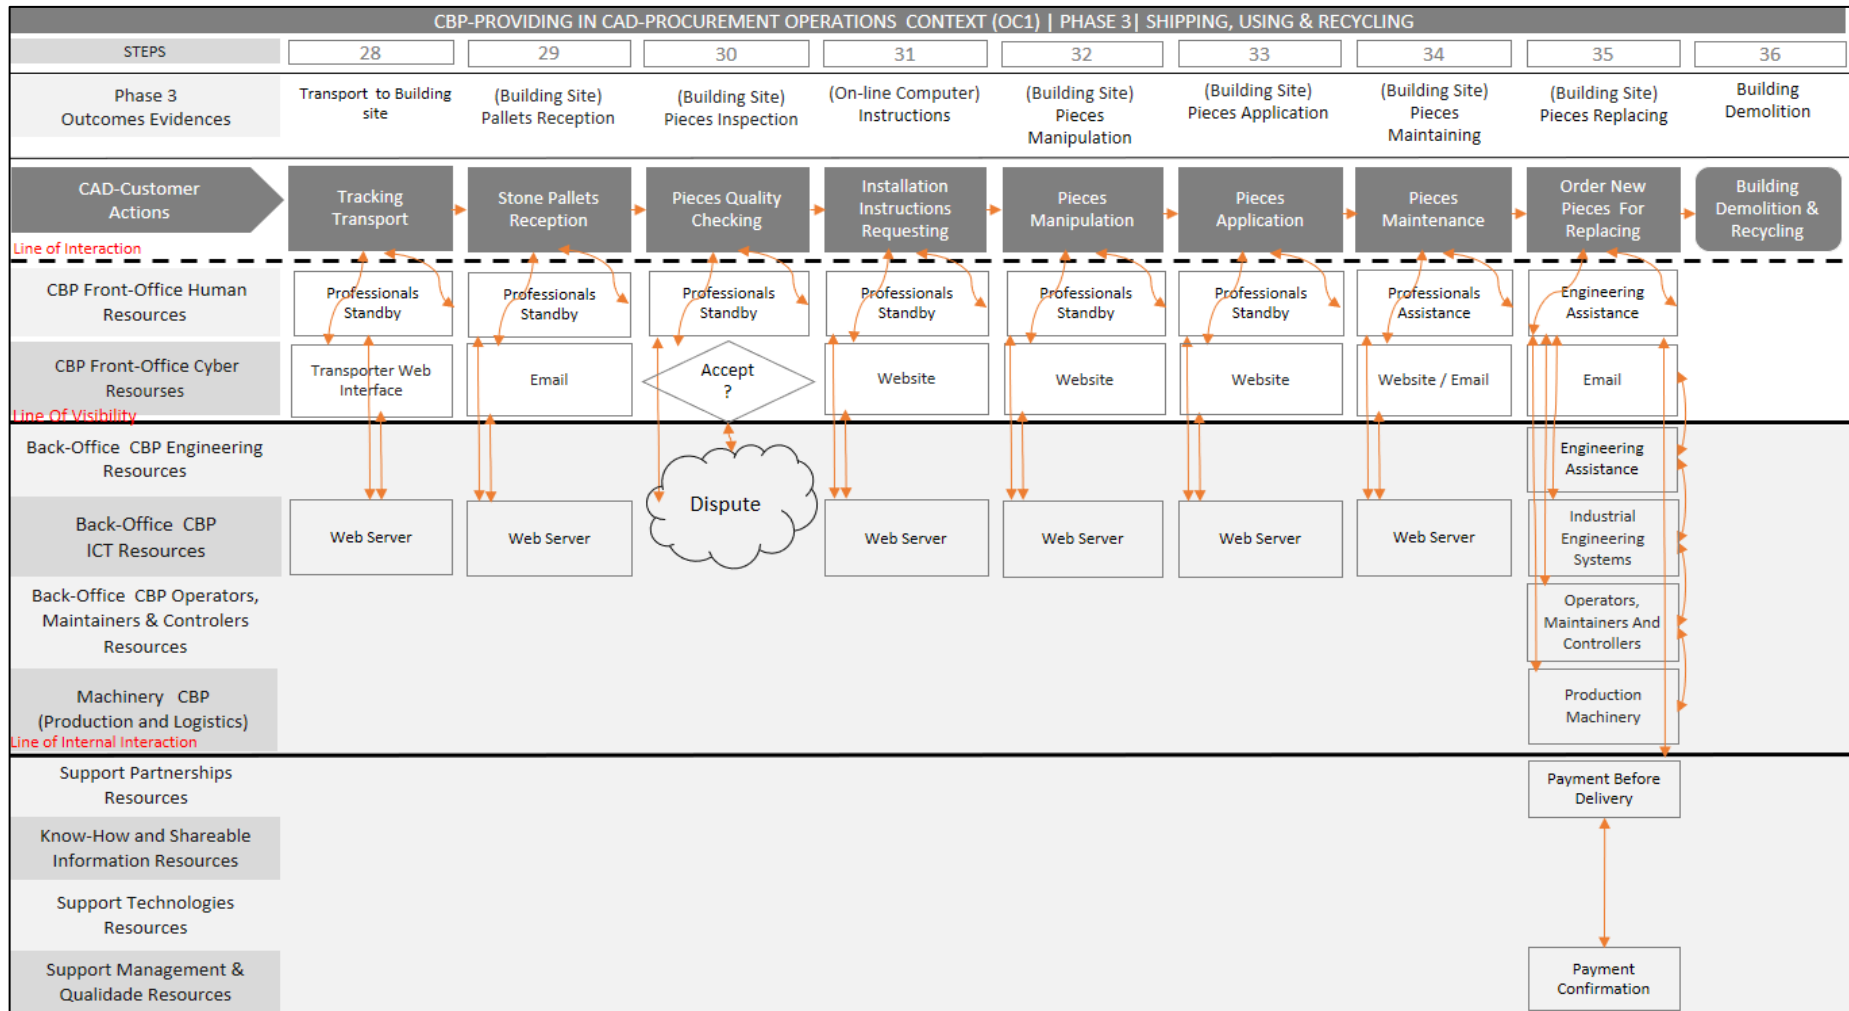 CBP-PROVIDING IN CAD-PROCUREMENT OPERATIONS CONTEXT (OC1) | PHASE 3| SHIPPING, USING & RECYCLING
STEPS
28
29
30
31
32
33
34
35
36
Phase 3
Outcomes Evidences
Transport to Building
site
(Building Site)
Pallets Reception
(Building Site)
Pieces Inspection
(On-line Computer)
Instructions
(Building Site)
Pieces
Manipulation
(Building Site)
Pieces Application
(Building Site)
Pieces
Maintaining
(Building Site)
Pieces Replacing
Building
Demolition
CAD-Customer
Actions
Tracking
Transport
Stone Pallets
Reception
Pieces Quality
Checking
Installation
Instructions
Requesting
Pieces
Manipulation
Pieces
Application
Pieces
Maintenance
Order New
Pieces For
Replacing
Building
Demolition &
Recycling
Line of Interaction
CBP Front-Office Human
Resources
Professionals
Standby
Professionals
Standby
Professionals
Standby
Professionals
Standby
Professionals
Standby
Professionals
Standby
Professionals
Assistance
Engineering
Assistance
CBP Front-Office Cyber
Resourses
Transporter Web
Interface
Email
Accept
?
Website
Website
Website
Website / Email
Email
Line Of Visibility
Back-Office CBP Engineering
Resources
Engineering
Assistance
Back-Office CBP
ICT Resources
Web Server
Web Server
Dispute
Web Server
Web Server
Web Server
Web Server
Industrial
Engineering
Systems
Back-Office CBP Operators,
Maintainers & Controlers
Resources
Operators,
Maintainers And
Controllers
Machinery CBP
(Production and Logistics)
Production
Machinery
Line of Internal Interaction
Support Partnerships
Resources
Payment Before
Delivery
Know-How and Shareable
Information Resources
Support Technologies
Resources
Support Management &
Qualidade Resources
Payment
Confirmation